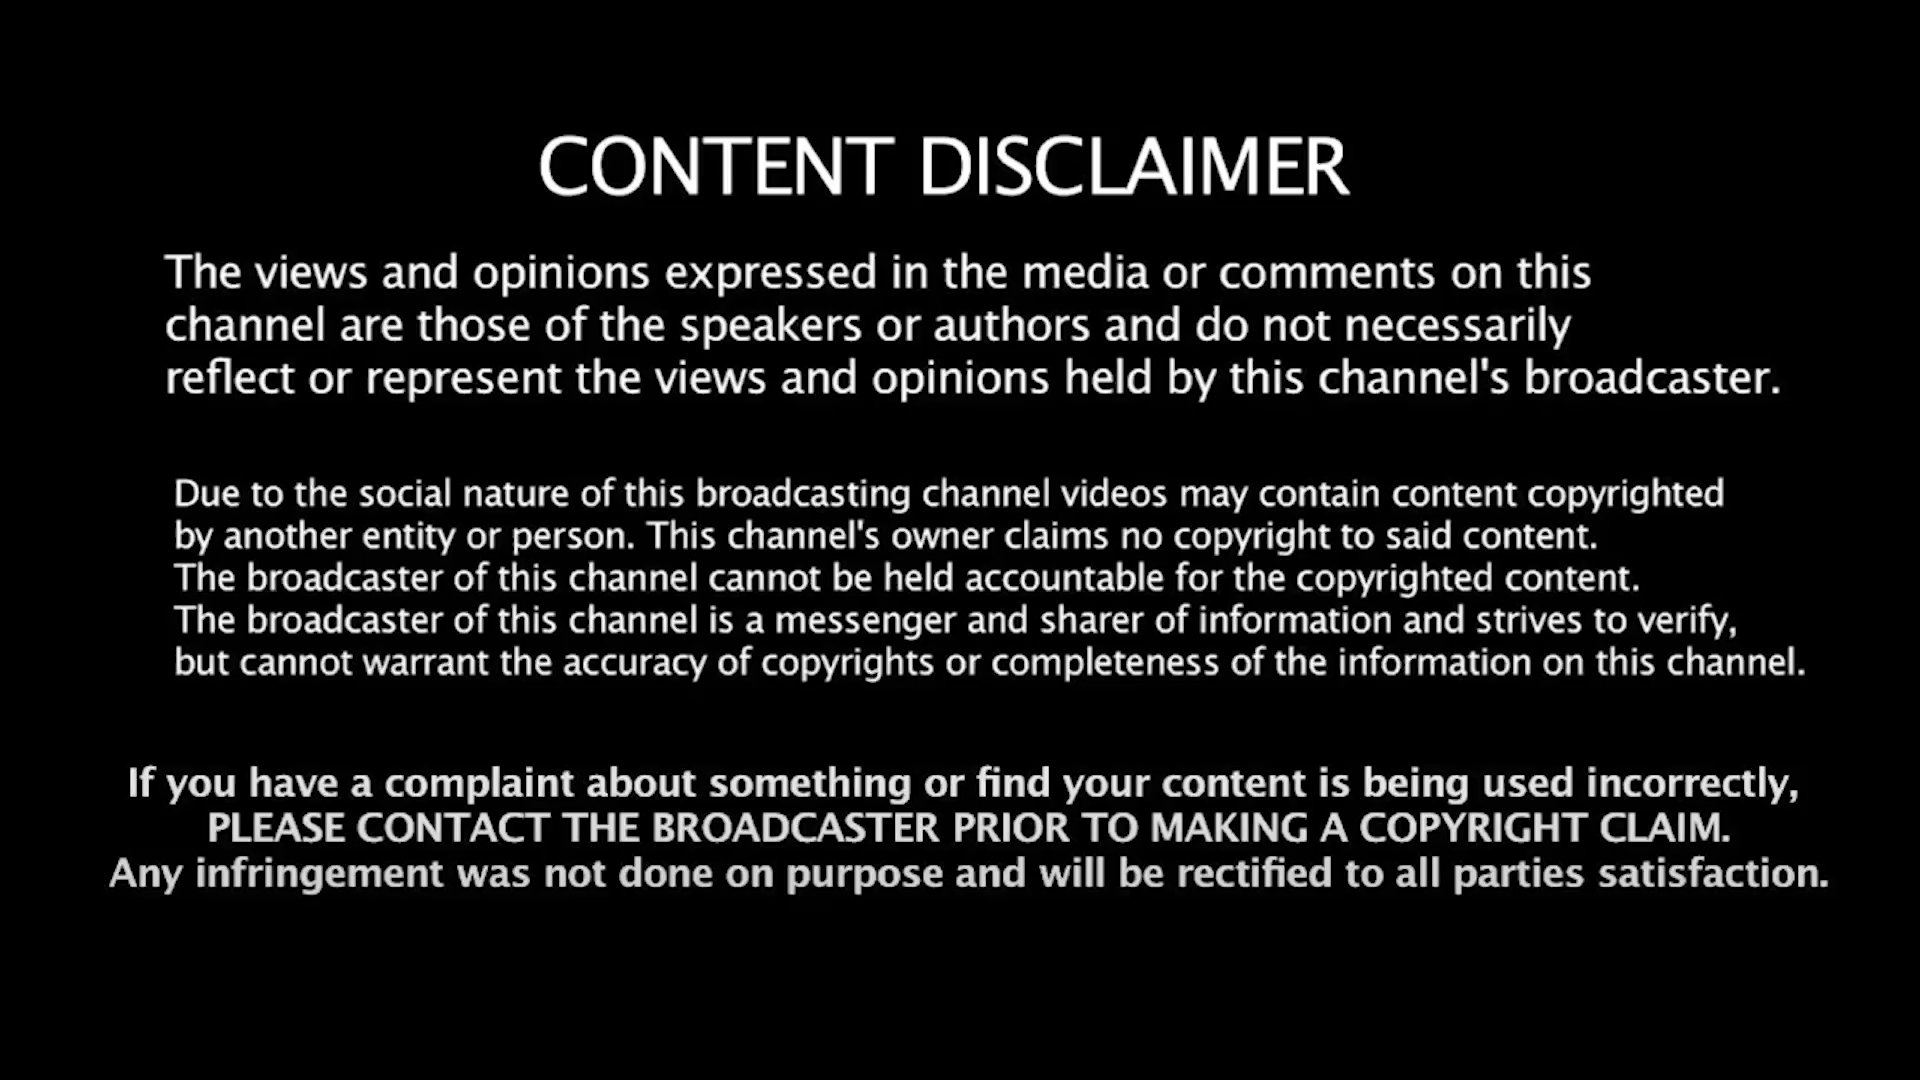 CONTENT DISCLAIMER
The views and opinions expressed in the media or comments on this
channel are those of the speakers or authors and do not necessarily
reflect or represent the views and opinions held by this channel's broadcaster.
Due to the social nature of this broadcasting channel videos may contain content copyrighted
by another entity or person. This channel's owner claims no copyright to said content.
The broadcaster of this channel cannot be held accountable for the copyrighted content.
The broadcaster of this channel is a messenger and sharer of information and strives to verify,
but cannot warrant the accuracy of copyrights or completeness of the information on this channel.
If you have a complaint about something or find your content is being used incorrectly,
PLEASE CONTACT THE BROADCASTER PRIOR TO MAKING A COPYRIGHT CLAIM.
Any infringement was not done on purpose and will be rectified to all parties satisfaction.